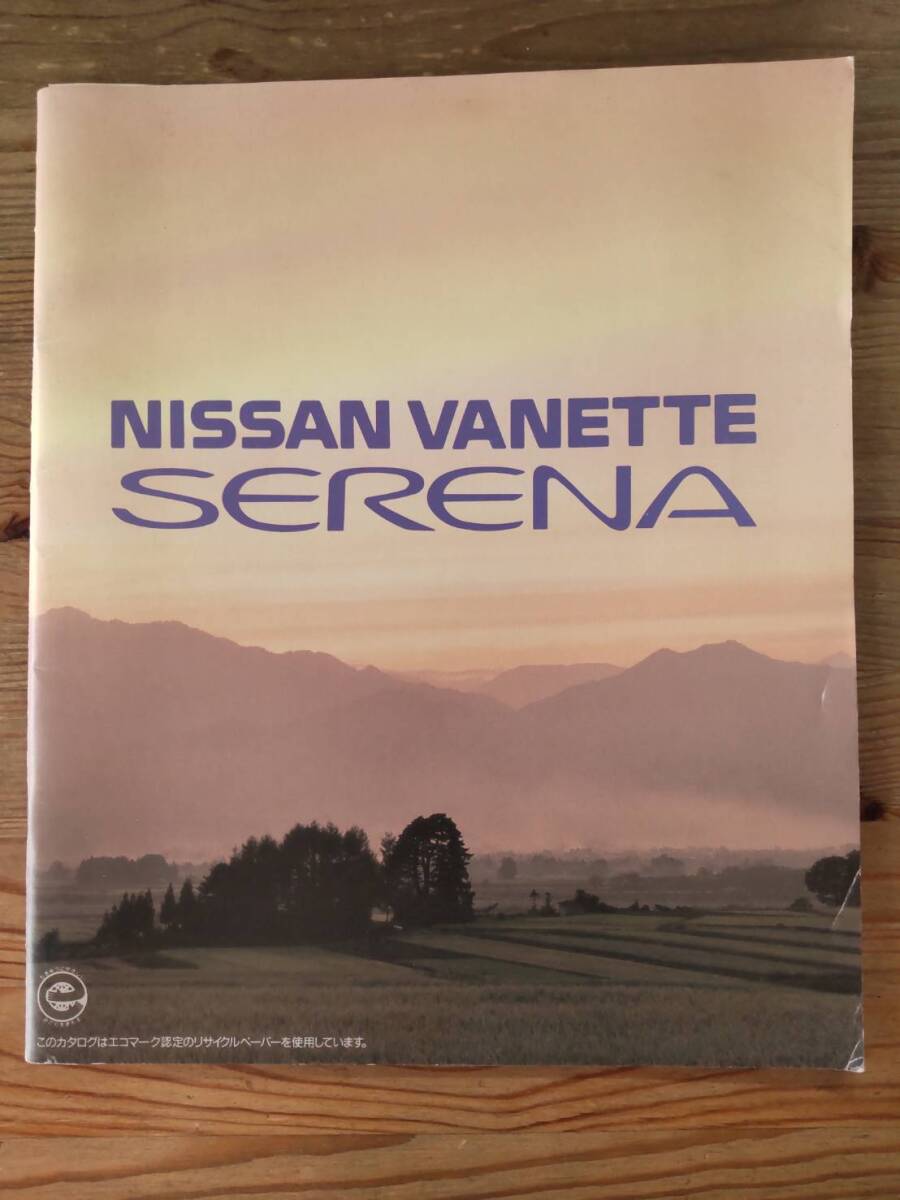 NISSAN VANETTE
SERENA
このカタログはエコマーク認定のリサイクルペーパーを使用しています。